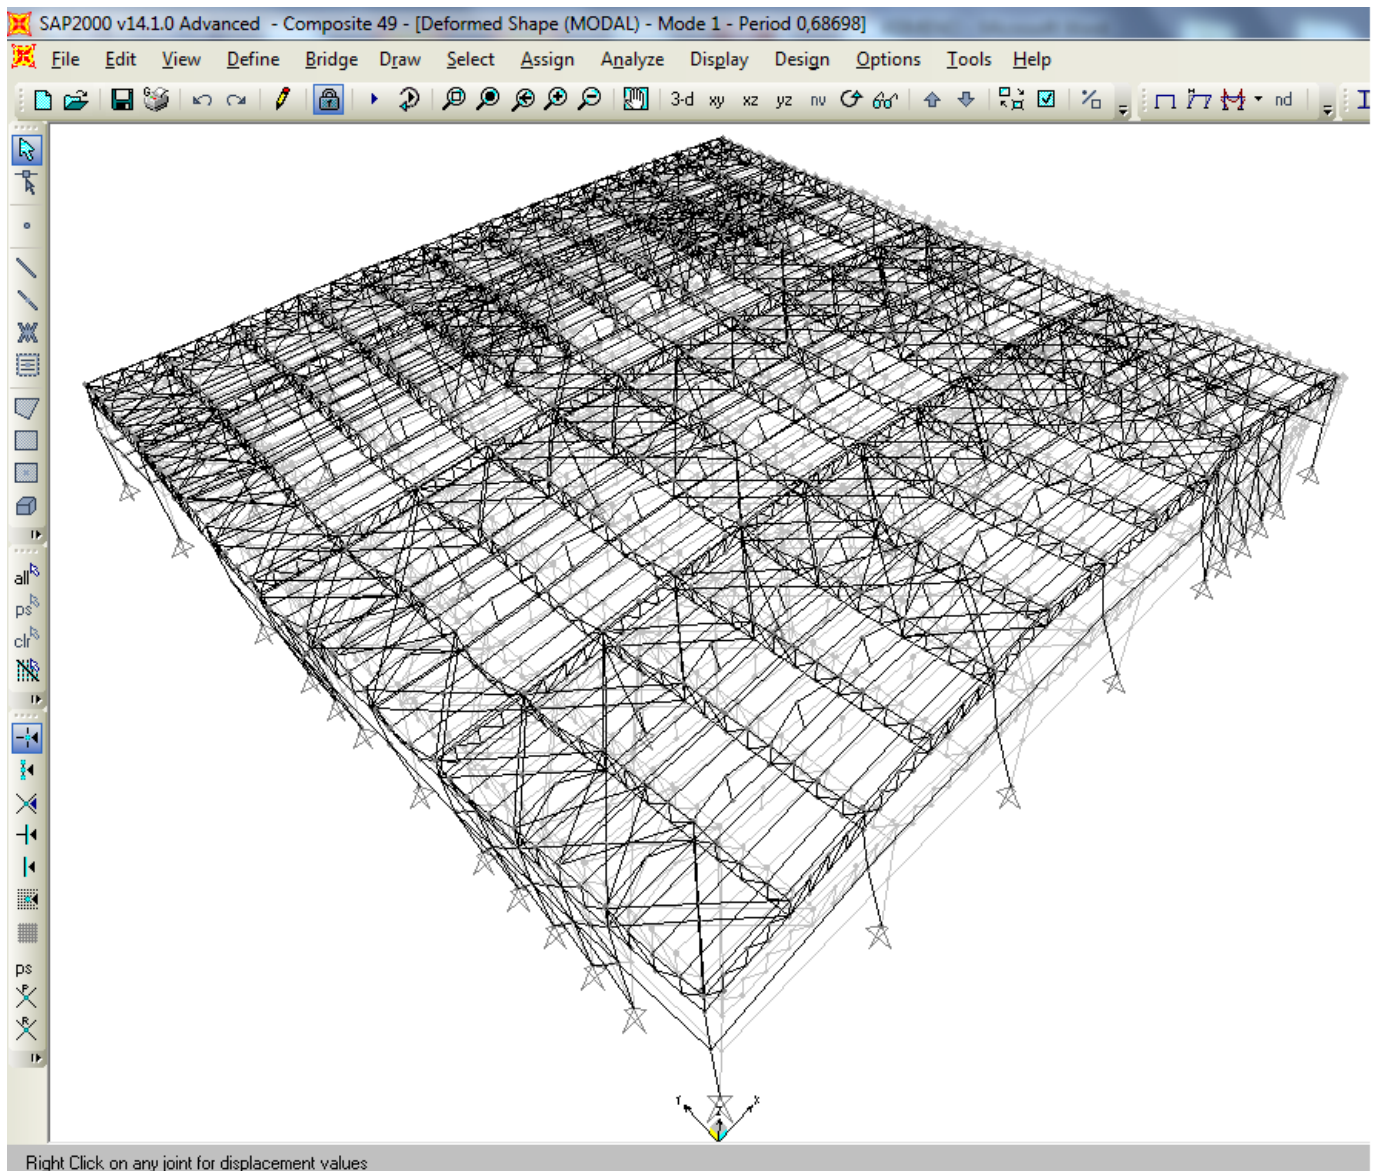 SAP2000 v14.1.0 Advanced - Composite 49 - [Deformed Shape (MODAL) - Mode 1 - Period 0,68698]
File Edit View Define Bridge Draw Select Assign Analyze Display Design Options Tools Help
3-d xy xz yz nv nd
all
ps
clr
ps
P
R
Y Z X
Right Click on any joint for displacement values